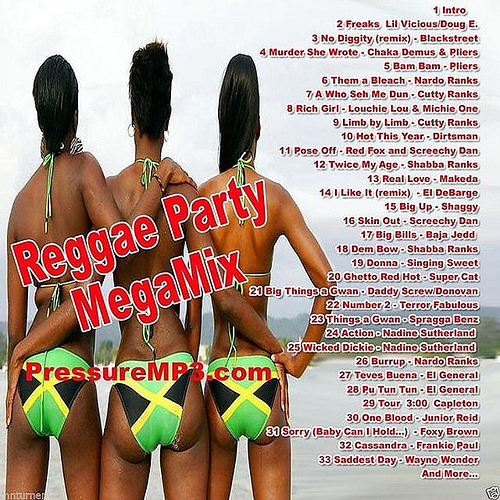 1 Intro
2 Freaks Lil Vicious/Doug E.
3 No Diggity (remix) - Blackstreet
4 Murder She Wrote - Chaka Demus & Pliers
5 Bam Bam - Pliers
6 Them a Bleach - Nardo Ranks
7 A Who Seh Me Dun - Cutty Ranks
8 Rich Girl - Louchie Lou & Michie One
9 Limb by Limb - Cutty Ranks
10 Hot This Year - Dirtsman
11 Pose Off - Red Fox and Screechy Dan
12 Twice My Age - Shabba Ranks
13 Real Love - Makeda
14 I Like It (remix) - El DeBarge
15 Big Up - Shaggy
16 Skin Out - Screechy Dan
17 Big Bills - Baja Jedd
18 Dem Bow - Shabba Ranks
19 Donna - Singing Sweet
20 Ghetto Red Hot - Super Cat
21 Big Things a Gwan - Daddy Screw/Donovan
22 Number 2 - Terror Fabulous
23 Things a Gwan - Spragga Benz
24 Action - Nadine Sutherland
25 Wicked Dickie - Nadine Sutherland
26 Burrup - Nardo Ranks
27 Teves Buena - El General
28 Pu Tun Tun - El General
29 Tour 3:00 Capleton
30 One Blood - Junior Reid
31 Sorry (Baby Can I Hold...) - Foxy Brown
32 Cassandra - Frankie Paul
33 Saddest Day - Wayne Wonder
And More...
Reggae Party
MegaMix
PressureMP3.com